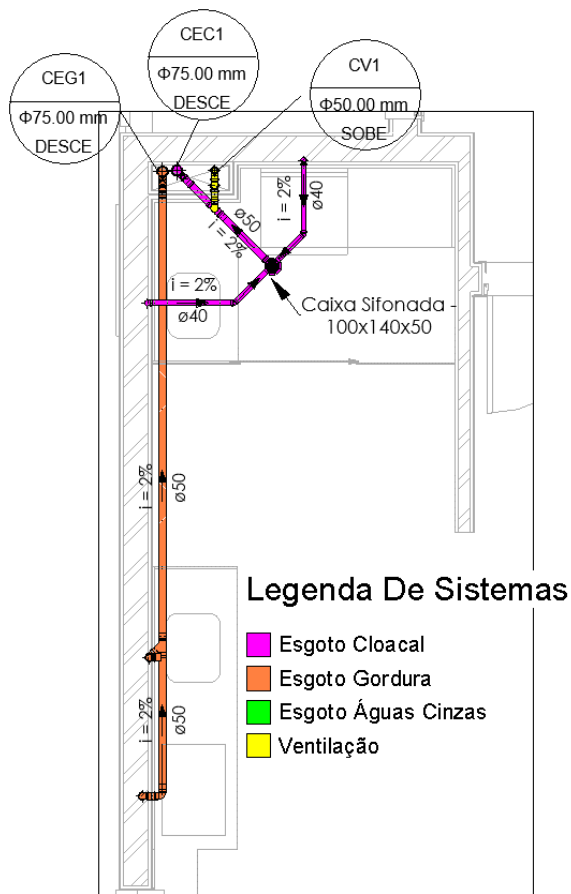 CEC1
Φ75.00 mm
DESCE
CEG1
Φ75.00 mm
DESCE
CV1
Φ50.00 mm
SOBE
i = 2%
ø40
ø50
i = 2%
i = 2%
ø40
Caixa Sifonada -
100x140x50
i = 2%
ø50
i = 2%
ø50
Legenda De Sistemas
Esgoto Cloacal
Esgoto Gordura
Esgoto Águas Cinzas
Ventilação